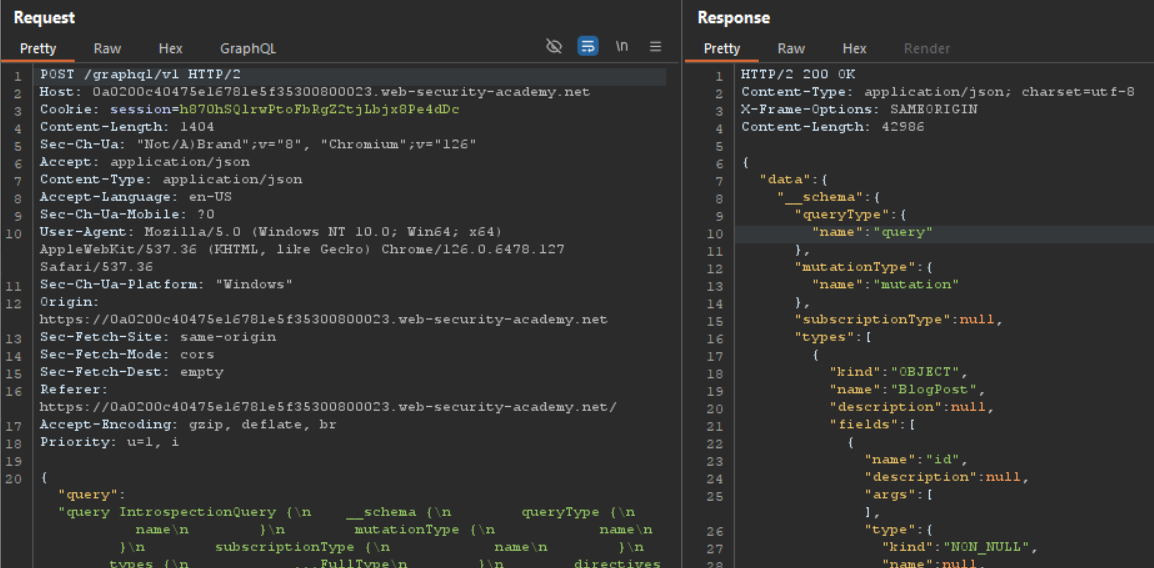 Request
Pretty Raw Hex GraphQL \n
1 POST /graphql/v1 HTTP/2
2 Host: 0a0200c40475e16781e5f35300800023.web-security-academy.net
3 Cookie: session=h87OhSQlrwPtoFbRgZ2tjLbjx8Pe4dDc
4 Content-Length: 1404
5 Sec-Ch-Ua: "Not/A)Brand";v="8", "Chromium";v="126"
6 Accept: application/json
7 Content-Type: application/json
8 Accept-Language: en-US
9 Sec-Ch-Ua-Mobile: ?0
10 User-Agent: Mozilla/5.0 (Windows NT 10.0; Win64; x64)
AppleWebKit/537.36 (KHTML, like Gecko) Chrome/126.0.6478.127
Safari/537.36
11 Sec-Ch-Ua-Platform: "Windows"
12 Origin:
https://0a0200c40475e16781e5f35300800023.web-security-academy.net
13 Sec-Fetch-Site: same-origin
14 Sec-Fetch-Mode: cors
15 Sec-Fetch-Dest: empty
16 Referer:
https://0a0200c40475e16781e5f35300800023.web-security-academy.net/
17 Accept-Encoding: gzip, deflate, br
18 Priority: u=1, i
19
20 {
"query":
"query IntrospectionQuery {\n __schema {\n queryType {\n
name\n }\n mutationType {\n name\n
}\n subscriptionType {\n name\n }\n
types {\n ...FullType\n }\n directives
Response
Pretty Raw Hex Render
1 HTTP/2 200 OK
2 Content-Type: application/json; charset=utf-8
3 X-Frame-Options: SAMEORIGIN
4 Content-Length: 42986
5
6 {
7 "data":{
8 "__schema":{
9 "queryType":{
10 "name":"query"
11 },
12 "mutationType":{
13 "name":"mutation"
14 },
15 "subscriptionType":null,
16 "types":[
17 {
18 "kind":"OBJECT",
19 "name":"BlogPost",
20 "description":null,
21 "fields":[
22 {
23 "name":"id",
24 "description":null,
25 "args":[
],
26 "type":{
27 "kind":"NON_NULL",
28 "name":null,